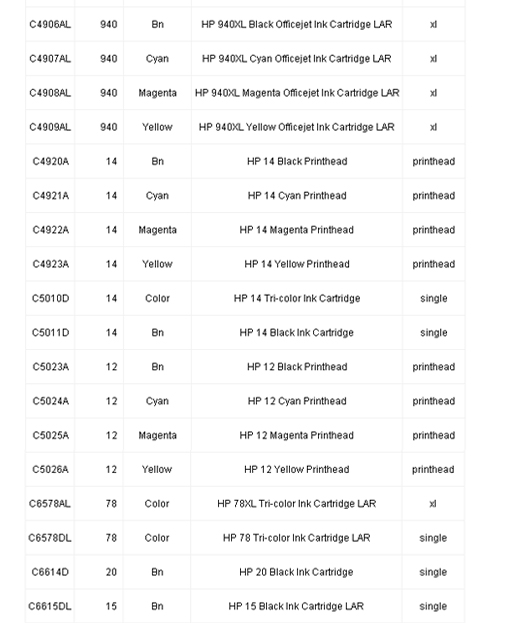 C4906AL 940 Bn HP 940XL Black Officejet Ink Cartridge LAR xl
C4907AL 940 Cyan HP 940XL Cyan Officejet Ink Cartridge LAR xl
C4908AL 940 Magenta HP 940XL Magenta Officejet Ink Cartridge LAR xl
C4909AL 940 Yellow HP 940XL Yellow Officejet Ink Cartridge LAR xl
C4920A 14 Bn HP 14 Black Printhead printhead
C4921A 14 Cyan HP 14 Cyan Printhead printhead
C4922A 14 Magenta HP 14 Magenta Printhead printhead
C4923A 14 Yellow HP 14 Yellow Printhead printhead
C5010D 14 Color HP 14 Tri-color Ink Cartridge single
C5011D 14 Bn HP 14 Black Ink Cartridge single
C5023A 12 Bn HP 12 Black Printhead printhead
C5024A 12 Cyan HP 12 Cyan Printhead printhead
C5025A 12 Magenta HP 12 Magenta Printhead printhead
C5026A 12 Yellow HP 12 Yellow Printhead printhead
C6578AL 78 Color HP 78XL Tri-color Ink Cartridge LAR xl
C6578DL 78 Color HP 78 Tri-color Ink Cartridge LAR single
C6614D 20 Bn HP 20 Black Ink Cartridge single
C6615DL 15 Bn HP 15 Black Ink Cartridge LAR single